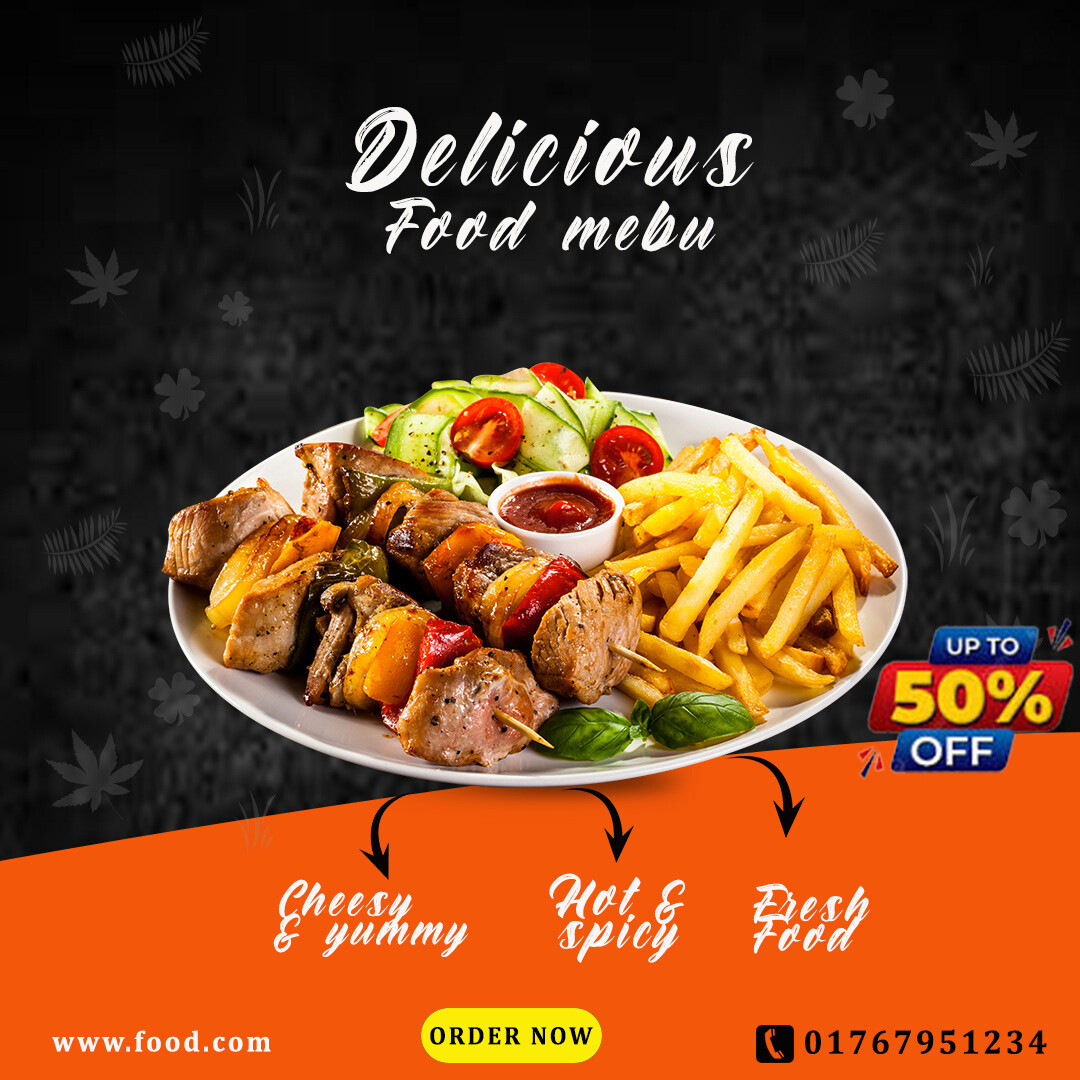 Delicious
Food mebu
UP TO
50%
OFF
Cheesy
& yummy
Hot &
spicy
Fresh
Food
www.food.com
ORDER NOW
01767951234